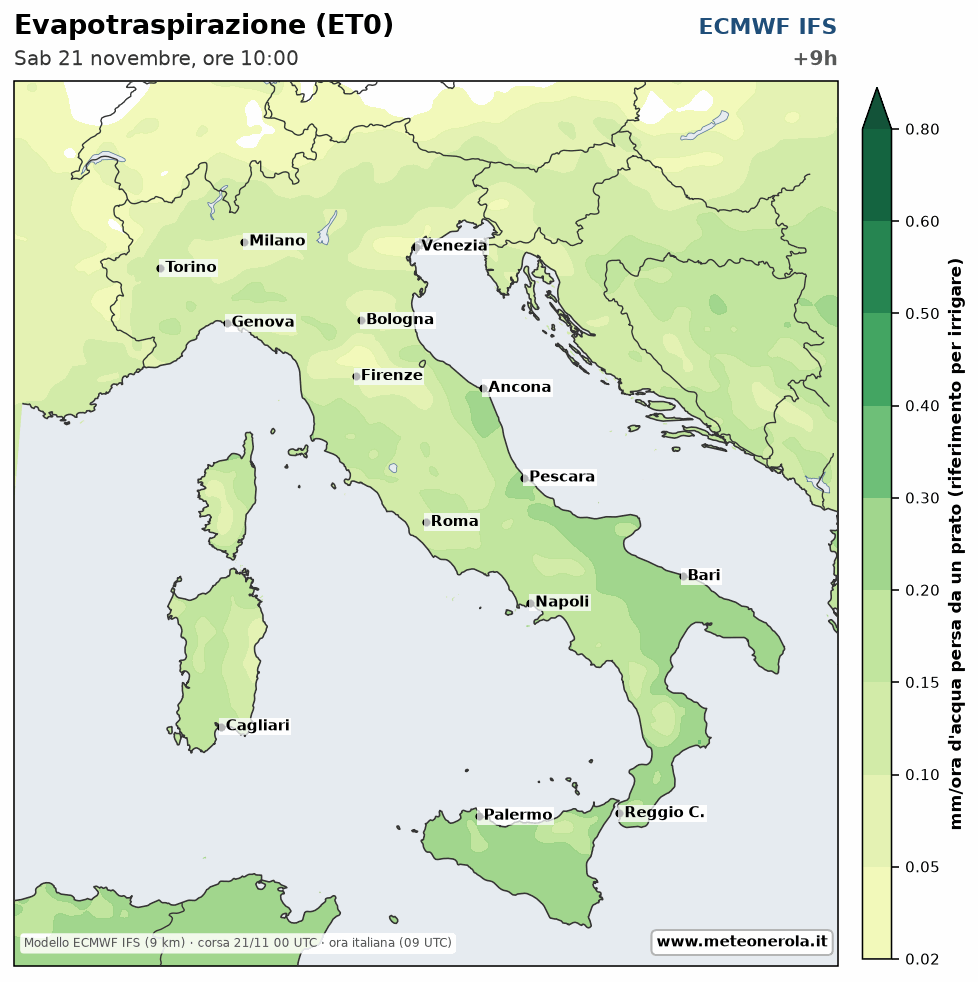 Evapotraspirazione (ET0)
ECMWF IFS
Sab 21 novembre, ore 10:00
+9h
0.80
0.60
0.50
0.40
0.30
0.20
0.15
0.10
0.05
0.02
mm/ora d'acqua persa da un prato (riferimento per irrigare)
Milano
Venezia
Torino
Genova
Bologna
Firenze
Ancona
Pescara
Roma
Bari
Napoli
Cagliari
Palermo
Reggio C.
Modello ECMWF IFS (9 km) · corsa 21/11 00 UTC · ora italiana (09 UTC)
www.meteonerola.it